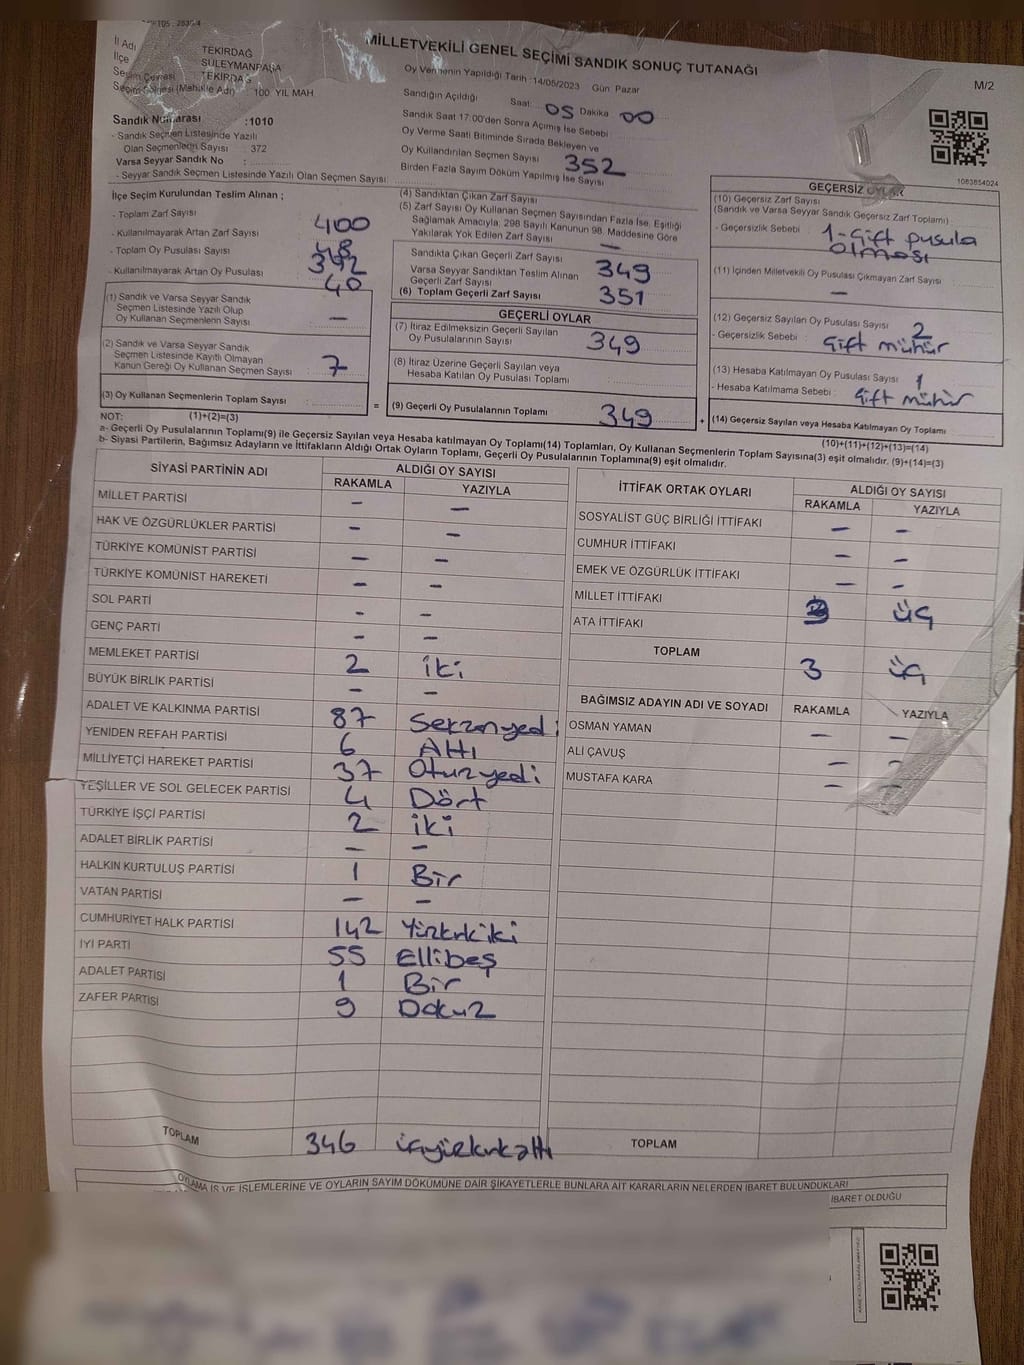 MİLLETVEKİLİ GENEL SEÇİMİ SANDIK SONUÇ TUTANAĞI
M/2
İl Adı TEKİRDAĞ
İlçe SÜLEYMANPAŞA
Seçim Çevresi TEKİRDAĞ
Seçim Bölgesi (Mahalle Adı) 100 YIL MAH.
Sandık Numarası :1010
- Sandık Seçmen Listesinde Yazılı
Olan Seçmenlerin Sayısı : 372
Varsa Seyyar Sandık No :
- Seyyar Sandık Seçmen Listesinde Yazılı Olan Seçmen Sayısı
Oy Vermenin Yapıldığı Tarih :14/05/2023 Gün Pazar
Sandığın Açıldığı Saat: 05 Dakika 00
Sandık Saat 17:00'den Sonra Açımış İse Sebebi
Oy Verme Saati Bitiminde Sırada Bekleyen ve
Oy Kullandırılan Seçmen Sayısı 352
Birden Fazla Sayım Döküm Yapılmış İse Sayısı
1083854024
İlçe Seçim Kurulundan Teslim Alınan ;
- Toplam Zarf Sayısı 400
- Kullanılmayarak Artan Zarf Sayısı 48
- Toplam Oy Pusulası Sayısı 392
- Kullanılmayarak Artan Oy Pusulası 40
(1) Sandık ve Varsa Seyyar Sandık
Seçmen Listesinde Yazılı Olup
Oy Kullanan Seçmenlerin Sayısı : —
(2) Sandık ve Varsa Seyyar Sandık
Seçmen Listesinde Kayıtlı Olmayan
Kanun Gereği Oy Kullanan Seçmen Sayısı : 7
(3) Oy Kullanan Seçmenlerin Toplam Sayısı :
(4) Sandıktan Çıkan Zarf Sayısı
(5) Zarf Sayısı Oy Kullanan Seçmen Sayısından Fazla İse, Eşitliği
Sağlamak Amacıyla; 298 Sayılı Kanunun 98. Maddesine Göre
Yakılarak Yok Edilen Zarf Sayısı —
Sandıkta Çıkan Geçerli Zarf Sayısı 349
Varsa Seyyar Sandıktan Teslim Alınan
Geçerli Zarf Sayısı
(6) Toplam Geçerli Zarf Sayısı 351
GEÇERLİ OYLAR
(7) İtiraz Edilmeksizin Geçerli Sayılan
Oy Pusulalarının Sayısı : 349
(8) İtiraz Üzerine Geçerli Sayılan veya
Hesaba Katılan Oy Pusulası Toplamı
= (9) Geçerli Oy Pusulalarının Toplamı 349 +
GEÇERSİZ OYLAR
(10) Geçersiz Zarf Sayısı
(Sandık ve Varsa Seyyar Sandık Geçersiz Zarf Toplamı)
- Geçersizlik Sebebi : 1-Çift pusula
olması
(11) İçinden Milletvekili Oy Pusulası Çıkmayan Zarf Sayısı :
—
(12) Geçersiz Sayılan Oy Pusulası Sayısı : 2
- Geçersizlik Sebebi : Çift mühür
(13) Hesaba Katılmayan Oy Pusulası Sayısı : 1
- Hesaba Katılmama Sebebi : Çift mühür
(14) Geçersiz Sayılan veya Hesaba Katılmayan Oy Toplamı
(10)+(11)+(12)+(13)=(14)
NOT: (1)+(2)=(3)
a- Geçerli Oy Pusulalarının Toplamı(9) ile Geçersiz Sayılan veya Hesaba katılmayan Oy Toplamı(14) Toplamları, Oy Kullanan Seçmenlerin Toplam Sayısına(3) eşit olmalıdır. (9)+(14)=(3)
b- Siyasi Partilerin, Bağımsız Adayların ve İttifakların Aldığı Ortak Oyların Toplamı, Geçerli Oy Pusulalarının Toplamına(9) eşit olmalıdır.
SİYASİ PARTİNİN ADI ALDIĞI OY SAYISI
RAKAMLA YAZIYLA
MİLLET PARTİSİ — —
HAK VE ÖZGÜRLÜKLER PARTİSİ — —
TÜRKİYE KOMÜNİST PARTİSİ — —
TÜRKİYE KOMÜNİST HAREKETİ — —
SOL PARTİ — —
GENÇ PARTİ — —
MEMLEKET PARTİSİ 2 iki
BÜYÜK BİRLİK PARTİSİ — —
ADALET VE KALKINMA PARTİSİ 87 Seksenyedi
YENİDEN REFAH PARTİSİ 6 Altı
MİLLİYETÇİ HAREKET PARTİSİ 37 Otuzyedi
YEŞİLLER VE SOL GELECEK PARTİSİ 4 Dört
TÜRKİYE İŞÇİ PARTİSİ 2 iki
ADALET BİRLİK PARTİSİ — —
HALKIN KURTULUŞ PARTİSİ 1 Bir
VATAN PARTİSİ — —
CUMHURİYET HALK PARTİSİ 142 Yüzkırkiki
İYİ PARTİ 55 Ellibeş
ADALET PARTİSİ 1 Bir
ZAFER PARTİSİ 9 Dokuz
TOPLAM 346 üçyüzkırkaltı
İTTİFAK ORTAK OYLARI ALDIĞI OY SAYISI
RAKAMLA YAZIYLA
SOSYALİST GÜÇ BİRLİĞİ İTTİFAKI — —
CUMHUR İTTİFAKI — —
EMEK VE ÖZGÜRLÜK İTTİFAKI — —
MİLLET İTTİFAKI 3 üç
ATA İTTİFAKI
TOPLAM 3 üç
BAĞIMSIZ ADAYIN ADI VE SOYADI RAKAMLA YAZIYLA
OSMAN YAMAN — —
ALİ ÇAVUŞ — —
MUSTAFA KARA — —
TOPLAM
OYLAMA İŞ VE İŞLEMLERİNE VE OYLARIN SAYIM DÖKÜMÜNE DAİR ŞİKAYETLERLE BUNLARA AİT KARARLARIN NELERDEN İBARET BULUNDUKLARI
İBARET OLDUĞU